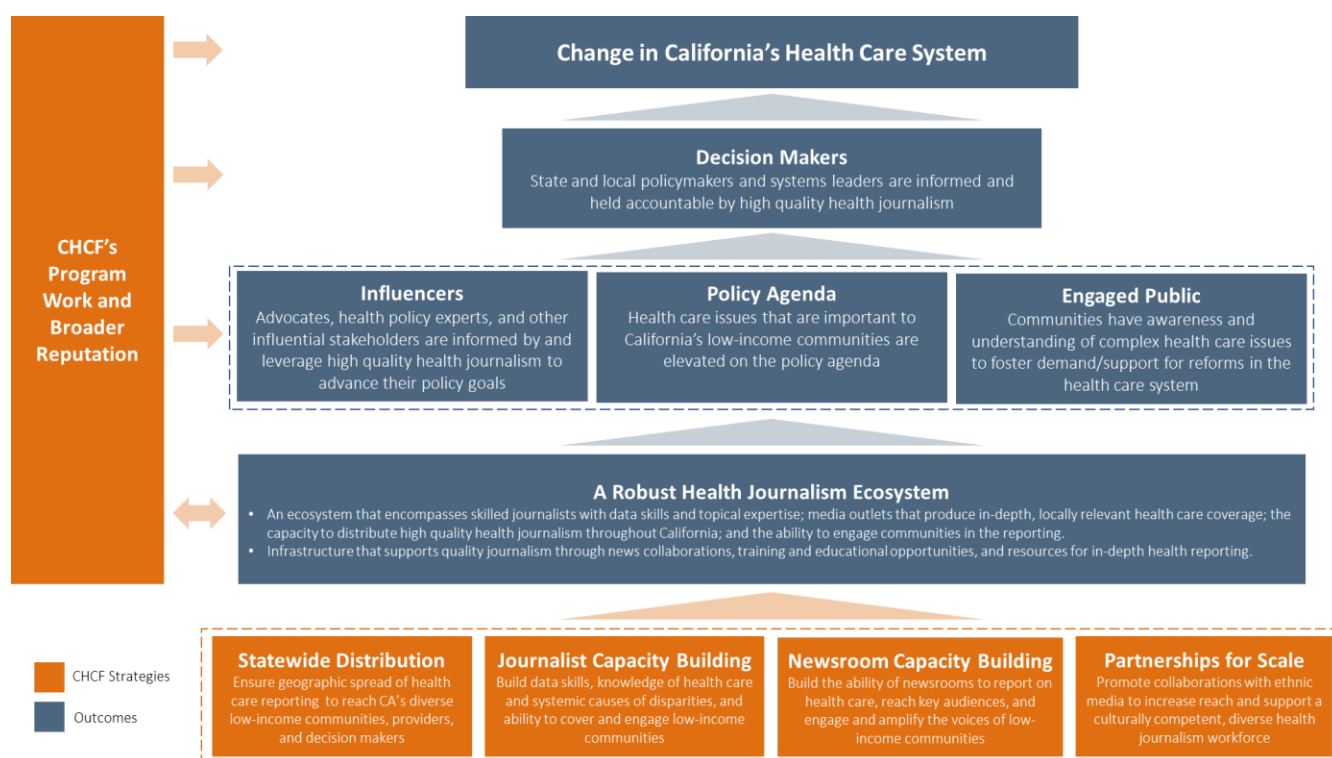 Change in California's Health Care System
Decision Makers
State and local policymakers and systems leaders are informed and
held accountable by high quality health journalism
CHCF's
Program
Work and
Broader
Reputation
Influencers
Advocates, health policy experts, and other
influential stakeholders are informed by and
leverage high quality health journalism to
advance their policy goals
Policy Agenda
Health care issues that are important to
California's low-income communities are
elevated on the policy agenda
Engaged Public
Communities have awareness and
understanding of complex health care issues
to foster demand/support for reforms in the
health care system
A Robust Health Journalism Ecosystem
• An ecosystem that encompasses skilled journalists with data skills and topical expertise; media outlets that produce in-depth, locally relevant health care coverage; the
capacity to distribute high quality health journalism throughout California; and the ability to engage communities in the reporting.
• Infrastructure that supports quality journalism through news collaborations, training and educational opportunities, and resources for in-depth health reporting.
CHCF Strategies
Outcomes
Statewide Distribution
Ensure geographic spread of health
care reporting to reach CA's diverse
low-income communities, providers,
and decision makers
Journalist Capacity Building
Build data skills, knowledge of health care
and systemic causes of disparities, and
ability to cover and engage low-income
communities
Newsroom Capacity Building
Build the ability of newsrooms to report on
health care, reach key audiences, and
engage and amplify the voices of low-
income communities
Partnerships for Scale
Promote collaborations with ethnic
media to increase reach and support a
culturally competent, diverse health
journalism workforce